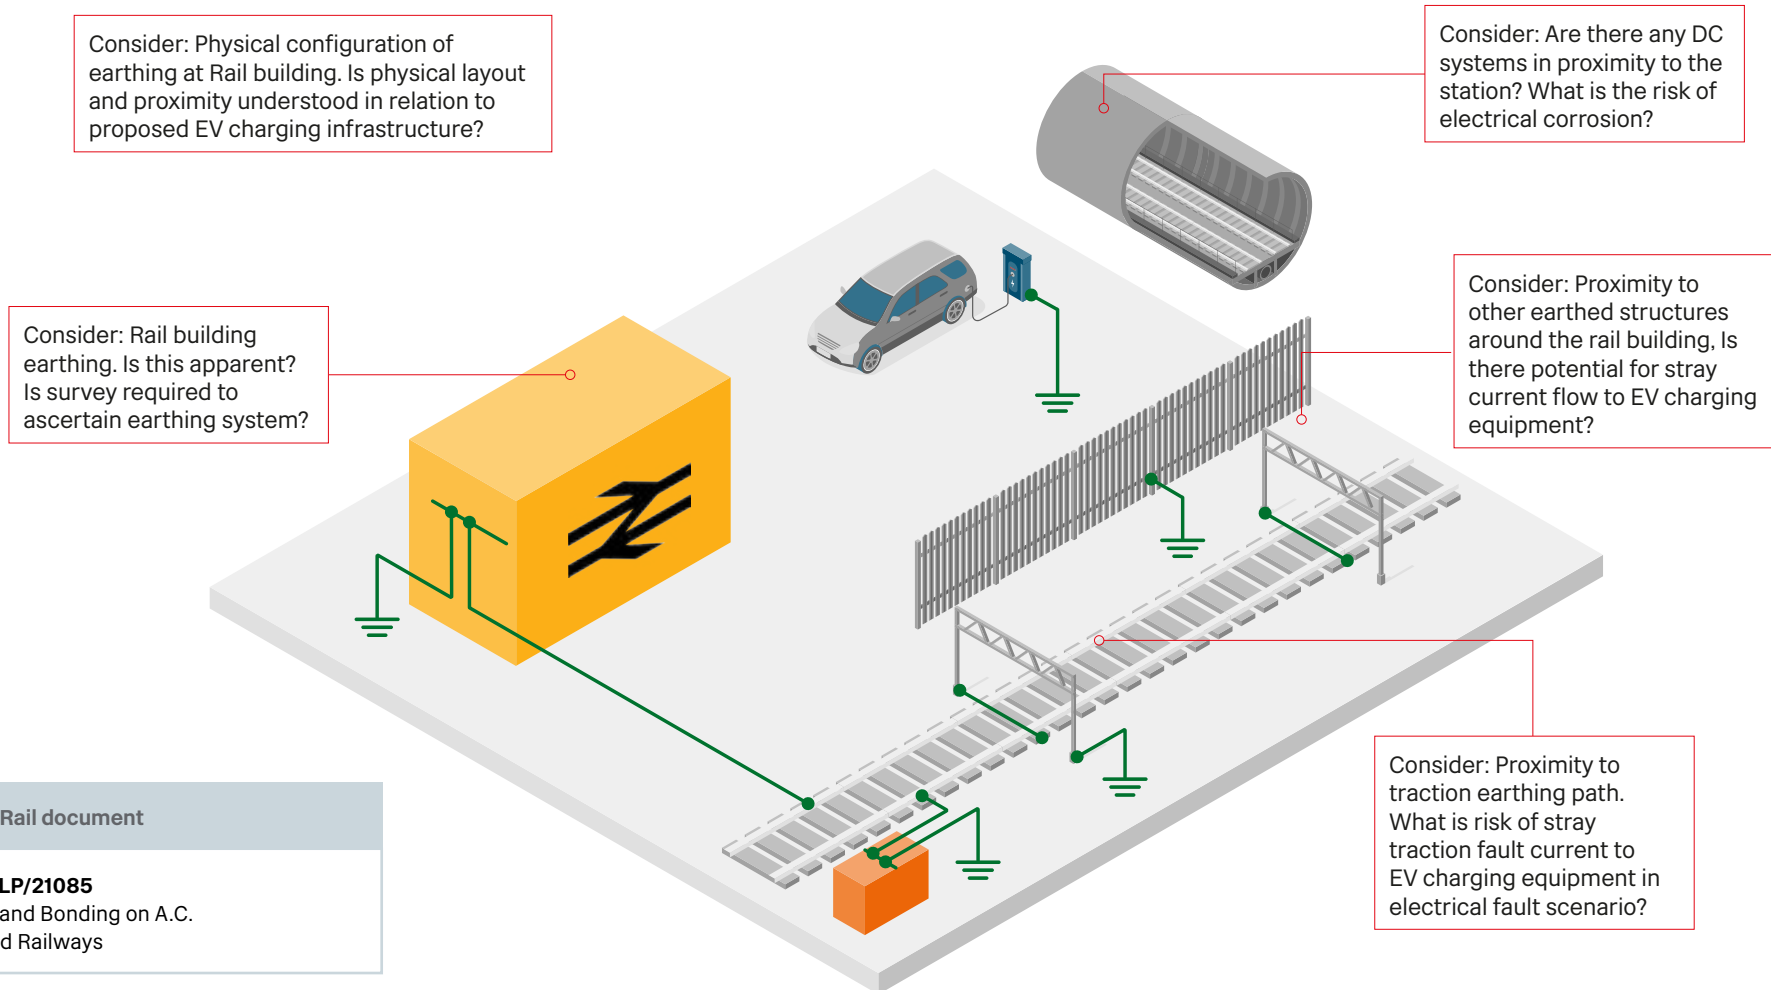 Consider: Physical configuration of
earthing at Rail building. Is physical layout
and proximity understood in relation to
proposed EV charging infrastructure?
Consider: Are there any DC
systems in proximity to the
station? What is the risk of
electrical corrosion?
Consider: Proximity to
other earthed structures
around the rail building, Is
there potential for stray
current flow to EV charging
equipment?
Consider: Rail building
earthing. Is this apparent?
Is survey required to
ascertain earthing system?
Consider: Proximity to
traction earthing path.
What is risk of stray
traction fault current to
EV charging equipment in
electrical fault scenario?
Rail document
LP/21085
and Bonding on A.C.
d Railways